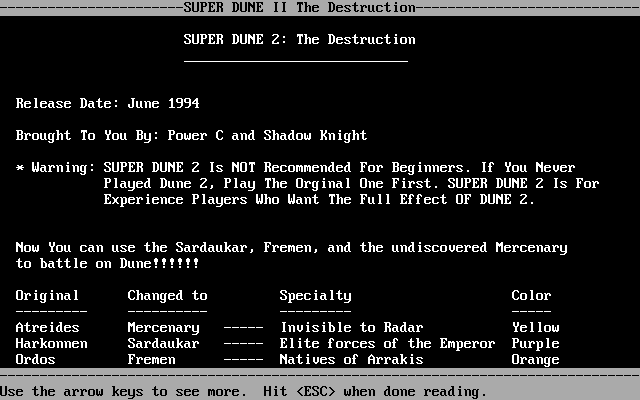 SUPER DUNE II The Destruction
SUPER DUNE 2: The Destruction
Release Date: June 1994
Brought To You By: Power C and Shadow Knight
* Warning: SUPER DUNE 2 Is NOT Recommended For Beginners. If You Never
Played Dune 2, Play The Orginal One First. SUPER DUNE 2 Is For
Experience Players Who Want The Full Effect OF DUNE 2.
Now You can use the Sardaukar, Fremen, and the undiscovered Mercenary
to battle on Dune!!!!!!
Original Changed to Specialty Color
--------- ---------- --------- -----
Atreides Mercenary ----- Invisible to Radar Yellow
Harkonnen Sardaukar ----- Elite forces of the Emperor Purple
Ordos Fremen ----- Natives of Arrakis Orange
Use the arrow keys to see more. Hit <ESC> when done reading.